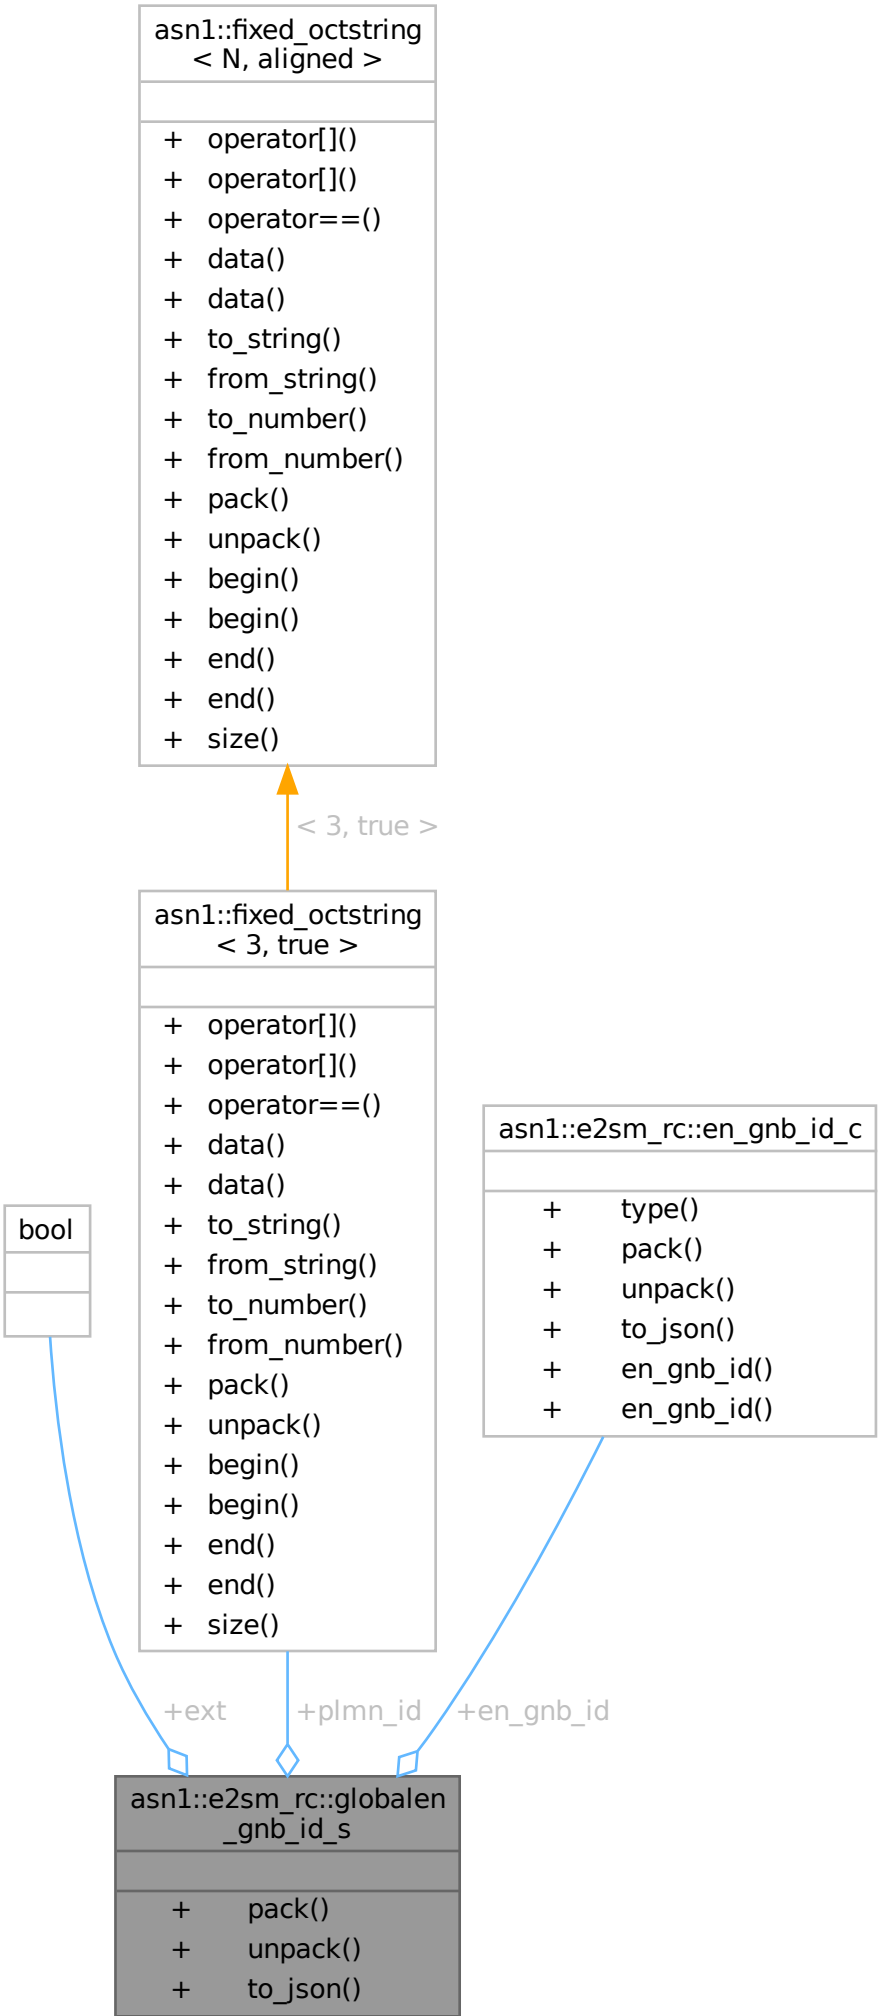 asn1::fixed_octstring
< N, aligned >
+ operator[]()
+ operator[]()
+ operator==()
+ data()
+ data()
+ to_string()
+ from_string()
+ to_number()
+ from_number()
+ pack()
+ unpack()
+ begin()
+ begin()
+ end()
+ end()
+ size()
< 3, true >
asn1::fixed_octstring
< 3, true >
+ operator[]()
+ operator[]()
+ operator==()
+ data()
+ data()
+ to_string()
+ from_string()
+ to_number()
+ from_number()
+ pack()
+ unpack()
+ begin()
+ begin()
+ end()
+ end()
+ size()
asn1::e2sm_rc::en_gnb_id_c
+ type()
+ pack()
+ unpack()
+ to_json()
+ en_gnb_id()
+ en_gnb_id()
bool
+ext
+plmn_id
+en_gnb_id
asn1::e2sm_rc::globalen
_gnb_id_s
+ pack()
+ unpack()
+ to_json()